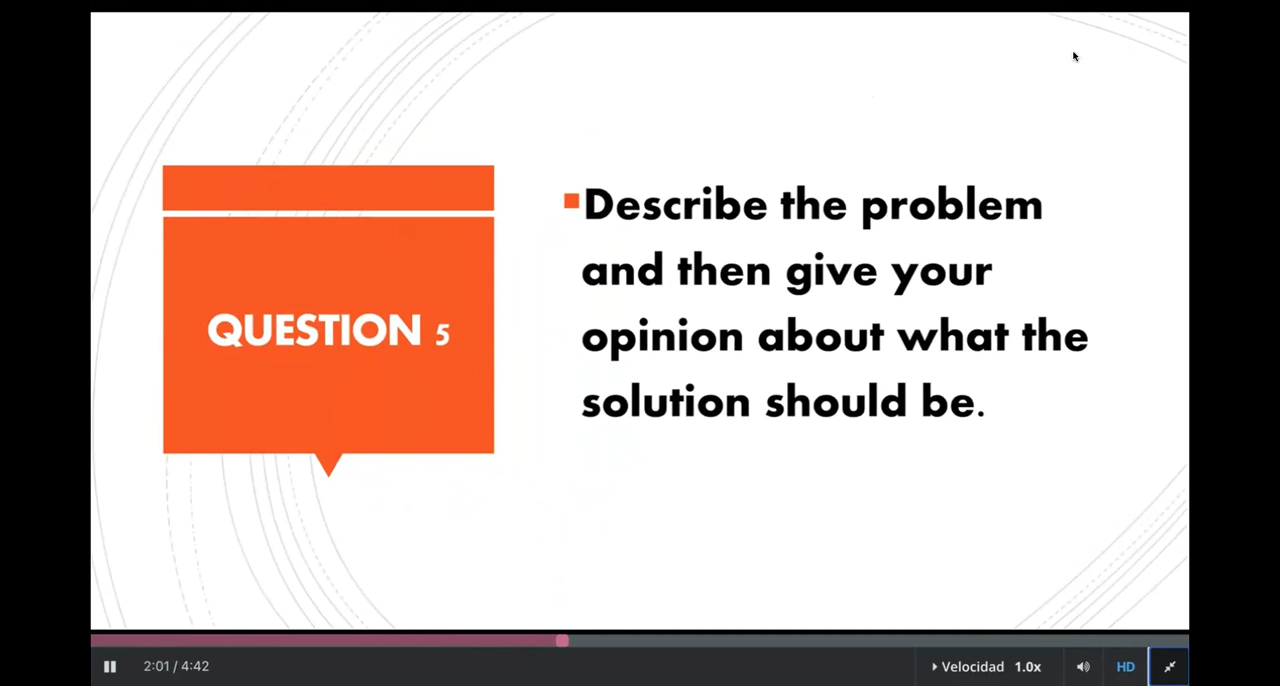 QUESTION 5
Describe the problem
and then give your
opinion about what the
solution should be.
2:01 / 4:42
Velocidad 1.0x
HD